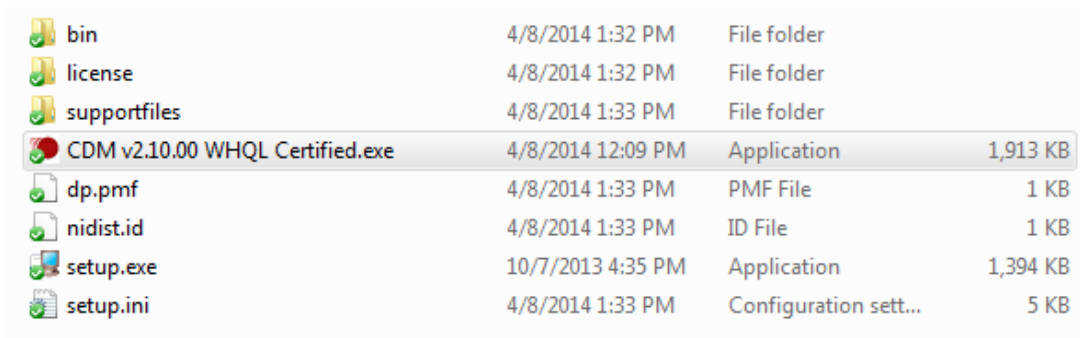 bin 4/8/2014 1:32 PM File folder
license 4/8/2014 1:32 PM File folder
supportfiles 4/8/2014 1:33 PM File folder
CDM v2.10.00 WHQL Certified.exe 4/8/2014 12:09 PM Application 1,913 KB
dp.pmf 4/8/2014 1:33 PM PMF File 1 KB
nidist.id 4/8/2014 1:33 PM ID File 1 KB
setup.exe 10/7/2013 4:35 PM Application 1,394 KB
setup.ini 4/8/2014 1:33 PM Configuration sett... 5 KB